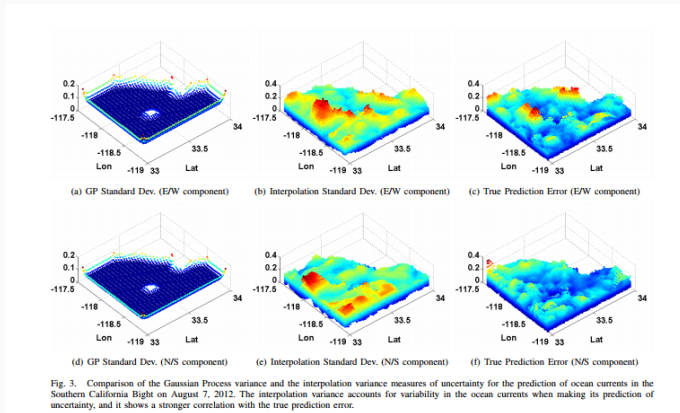 0.2
0.1
0
-117.5
-118
-118.5
-119
33
33.5
34
Lon
Lat
(a) GP Standard Dev. (E/W component)
0.4
0.2
0
-117.5
-118
-118.5
-119
33
33.5
34
Lon
Lat
(b) Interpolation Standard Dev. (E/W component)
0.4
0.2
0
-117.5
-118
-118.5
-119
33
33.5
34
Lon
Lat
(c) True Prediction Error (E/W component)
0.2
0.1
0
-117.5
-118
-118.5
-119
33
33.5
34
Lon
Lat
(d) GP Standard Dev. (N/S component)
0.4
0.2
0
-117.5
-118
-118.5
-119
33
33.5
34
Lon
Lat
(e) Interpolation Standard Dev. (N/S component)
0.4
0.2
0
-117.5
-118
-118.5
-119
33
33.5
34
Lon
Lat
(f) True Prediction Error (N/S component)
Fig. 3. Comparison of the Gaussian Process variance and the interpolation variance measures of uncertainty for the prediction of ocean currents in the
Southern California Bight on August 7, 2012. The interpolation variance accounts for variability in the ocean currents when making its prediction of
uncertainty, and it shows a stronger correlation with the true prediction error.